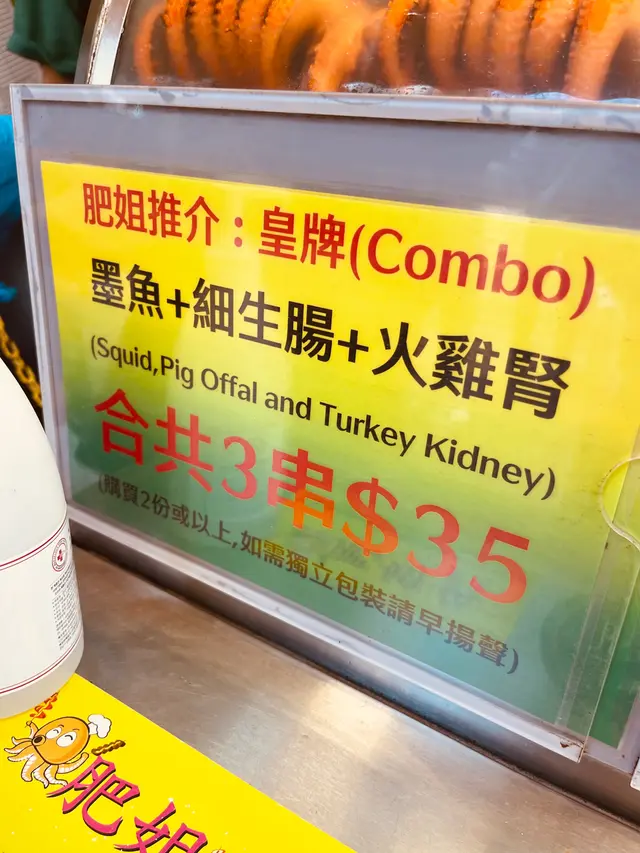 肥姐推介：皇牌(Combo)
墨魚+細生腸+火雞腎
(Squid,Pig Offal and Turkey Kidney)
合共3串$35
(購買2份或以上,如需獨立包裝請早揚聲)
肥姐